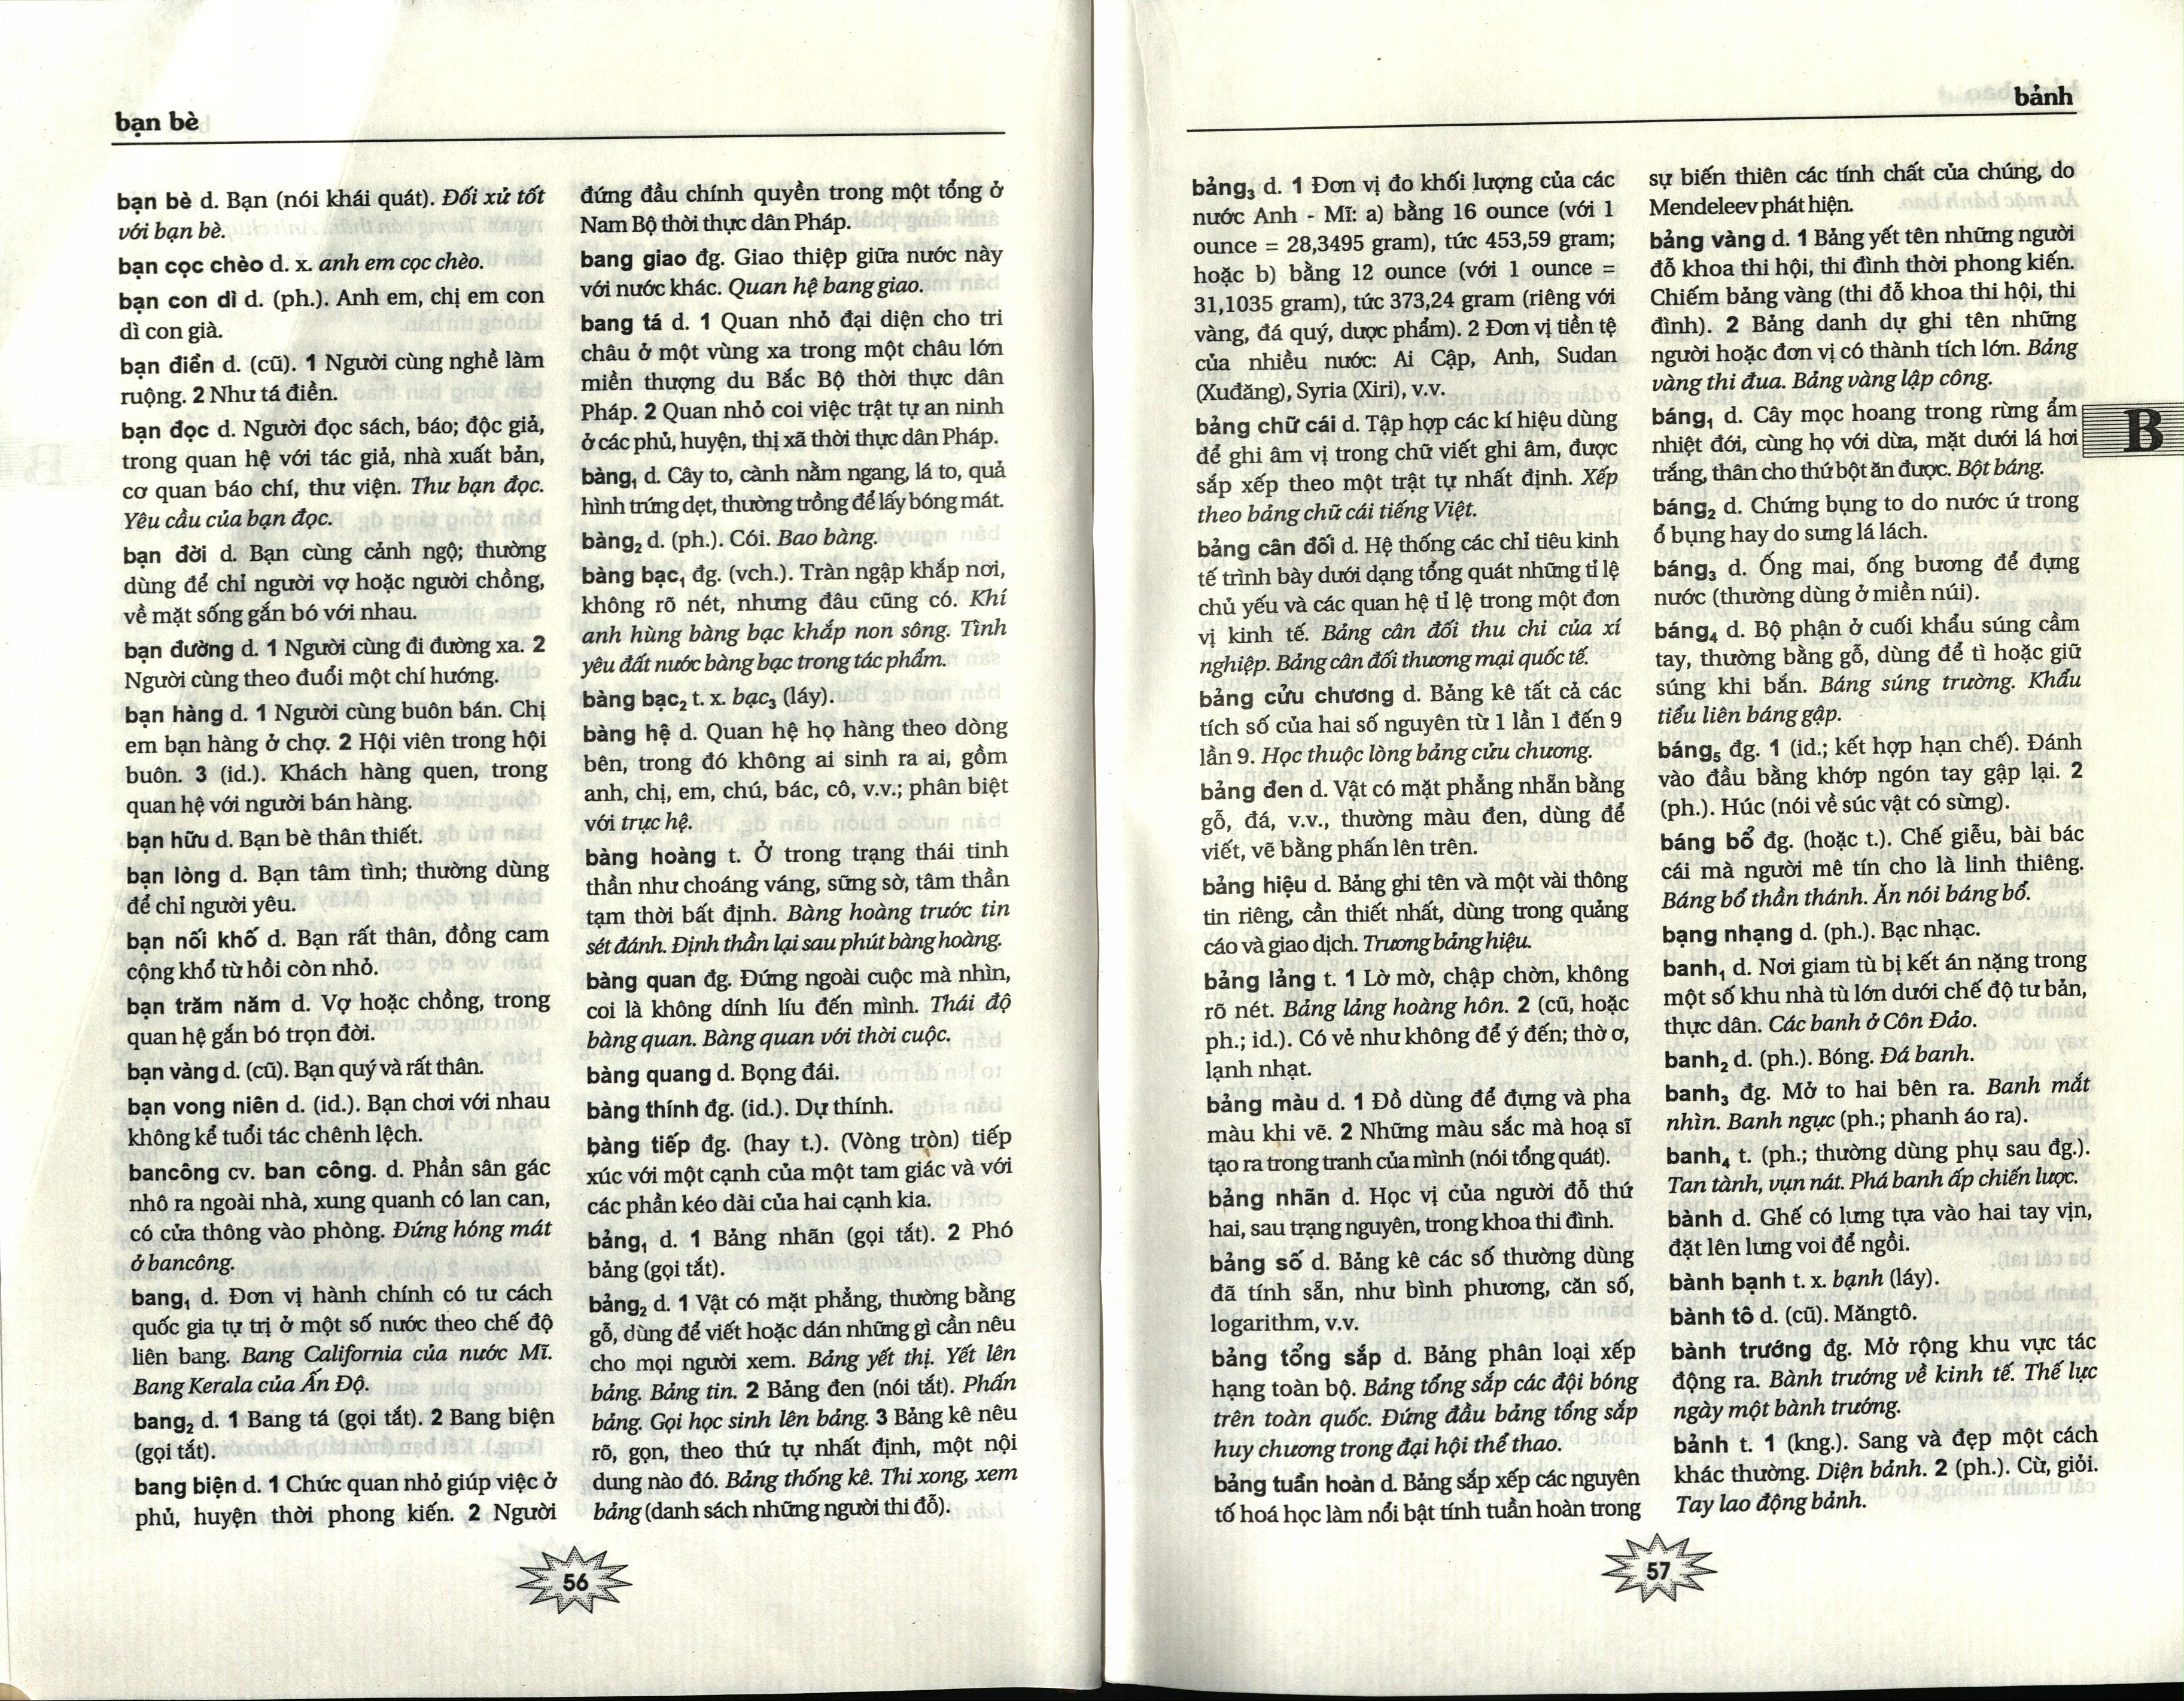 bạn bè
bạn bè d. Bạn (nói khái quát). Đối xử tốt
với bạn bè.
bạn cọc chèo d. x. anh em cọc chèo.
bạn con dì d. (ph.). Anh em, chị em con
dì con già.
bạn điền d. (cũ). 1 Người cùng nghề làm
ruộng. 2 Như tá điền.
bạn đọc d. Người đọc sách, báo; độc giả,
trong quan hệ với tác giả, nhà xuất bản,
cơ quan báo chí, thư viện. Thư bạn đọc.
Yêu cầu của bạn đọc.
bạn đời d. Bạn cùng cảnh ngộ; thường
dùng để chỉ người vợ hoặc người chồng,
về mặt sống gắn bó với nhau.
bạn đường d. 1 Người cùng đi đường xa. 2
Người cùng theo đuổi một chí hướng.
bạn hàng d. 1 Người cùng buôn bán. Chị
em bạn hàng ở chợ. 2 Hội viên trong hội
buôn. 3 (id.). Khách hàng quen, trong
quan hệ với người bán hàng.
bạn hữu d. Bạn bè thân thiết.
bạn lòng d. Bạn tâm tình; thường dùng
để chỉ người yêu.
bạn nối khố d. Bạn rất thân, đồng cam
cộng khổ từ hồi còn nhỏ.
bạn trăm năm d. Vợ hoặc chồng, trong
quan hệ gắn bó trọn đời.
bạn vàng d. (cũ). Bạn quý và rất thân.
bạn vong niên d. (id.). Bạn chơi với nhau
không kể tuổi tác chênh lệch.
bancông cv. ban công. d. Phần sân gác
nhô ra ngoài nhà, xung quanh có lan can,
có cửa thông vào phòng. Đứng hóng mát
ở bancông.
bang₁ d. Đơn vị hành chính có tư cách
quốc gia tự trị ở một số nước theo chế độ
liên bang. Bang California của nước Mĩ.
Bang Kerala của Ấn Độ.
bang₂ d. 1 Bang tá (gọi tắt). 2 Bang biện
(gọi tắt).
bang biện d. 1 Chức quan nhỏ giúp việc ở
phủ, huyện thời phong kiến. 2 Người
đứng đầu chính quyền trong một tổng ở
Nam Bộ thời thực dân Pháp.
bang giao đg. Giao thiệp giữa nước này
với nước khác. Quan hệ bang giao.
bang tá d. 1 Quan nhỏ đại diện cho tri
châu ở một vùng xa trong một châu lớn
miền thượng du Bắc Bộ thời thực dân
Pháp. 2 Quan nhỏ coi việc trật tự an ninh
ở các phủ, huyện, thị xã thời thực dân Pháp.
bàng₁ d. Cây to, cành nằm ngang, lá to, quả
hình trứng dẹt, thường trồng để lấy bóng mát.
bàng₂ d. (ph.). Cói. Bao bàng.
bàng bạc₁ đg. (vch.). Tràn ngập khắp nơi,
không rõ nét, nhưng đâu cũng có. Khí
anh hùng bàng bạc khắp non sông. Tình
yêu đất nước bàng bạc trong tác phẩm.
bàng bạc₂ t. x. bạc₃ (láy).
bàng hệ d. Quan hệ họ hàng theo dòng
bên, trong đó không ai sinh ra ai, gồm
anh, chị, em, chú, bác, cô, v.v.; phân biệt
với trực hệ.
bàng hoàng t. Ở trong trạng thái tinh
thần như choáng váng, sững sờ, tâm thần
tạm thời bất định. Bàng hoàng trước tin
sét đánh. Định thần lại sau phút bàng hoàng.
bàng quan đg. Đứng ngoài cuộc mà nhìn,
coi là không dính líu đến mình. Thái độ
bàng quan. Bàng quan với thời cuộc.
bàng quang d. Bọng đái.
bàng thính đg. (id.). Dự thính.
bàng tiếp đg. (hay t.). (Vòng tròn) tiếp
xúc với một cạnh của một tam giác và với
các phần kéo dài của hai cạnh kia.
bảng₁ d. 1 Bảng nhãn (gọi tắt). 2 Phó
bảng (gọi tắt).
bảng₂ d. 1 Vật có mặt phẳng, thường bằng
gỗ, dùng để viết hoặc dán những gì cần nêu
cho mọi người xem. Bảng yết thị. Yết lên
bảng. Bảng tin. 2 Bảng đen (nói tắt). Phấn
bảng. Gọi học sinh lên bảng. 3 Bảng kê nêu
rõ, gọn, theo thứ tự nhất định, một nội
dung nào đó. Bảng thống kê. Thi xong, xem
bảng (danh sách những người thi đỗ).
56
bảnh
bảng₃ d. 1 Đơn vị đo khối lượng của các
nước Anh - Mĩ: a) bằng 16 ounce (với 1
ounce = 28,3495 gram), tức 453,59 gram;
hoặc b) bằng 12 ounce (với 1 ounce =
31,1035 gram), tức 373,24 gram (riêng với
vàng, đá quý, dược phẩm). 2 Đơn vị tiền tệ
của nhiều nước: Ai Cập, Anh, Sudan
(Xuđăng), Syria (Xiri), v.v.
bảng chữ cái d. Tập hợp các kí hiệu dùng
để ghi âm vị trong chữ viết ghi âm, được
sắp xếp theo một trật tự nhất định. Xếp
theo bảng chữ cái tiếng Việt.
bảng cân đối d. Hệ thống các chỉ tiêu kinh
tế trình bày dưới dạng tổng quát những tỉ lệ
chủ yếu và các quan hệ tỉ lệ trong một đơn
vị kinh tế. Bảng cân đối thu chi của xí
nghiệp. Bảng cân đối thương mại quốc tế.
bảng cửu chương d. Bảng kê tất cả các
tích số của hai số nguyên từ 1 lần 1 đến 9
lần 9. Học thuộc lòng bảng cửu chương.
bảng đen d. Vật có mặt phẳng nhẵn bằng
gỗ, đá, v.v., thường màu đen, dùng để
viết, vẽ bằng phấn lên trên.
bảng hiệu d. Bảng ghi tên và một vài thông
tin riêng, cần thiết nhất, dùng trong quảng
cáo và giao dịch. Trương bảng hiệu.
bảng lảng t. 1 Lờ mờ, chập chờn, không
rõ nét. Bảng lảng hoàng hôn. 2 (cũ, hoặc
ph.; id.). Có vẻ như không để ý đến; thờ ơ,
lạnh nhạt.
bảng màu d. 1 Đồ dùng để đựng và pha
màu khi vẽ. 2 Những màu sắc mà hoạ sĩ
tạo ra trong tranh của mình (nói tổng quát).
bảng nhãn d. Học vị của người đỗ thứ
hai, sau trạng nguyên, trong khoa thi đình.
bảng số d. Bảng kê các số thường dùng
đã tính sẵn, như bình phương, căn số,
logarithm, v.v.
bảng tổng sắp d. Bảng phân loại xếp
hạng toàn bộ. Bảng tổng sắp các đội bóng
trên toàn quốc. Đứng đầu bảng tổng sắp
huy chương trong đại hội thể thao.
bảng tuần hoàn d. Bảng sắp xếp các nguyên
tố hoá học làm nổi bật tính tuần hoàn trong
sự biến thiên các tính chất của chúng, do
Mendeleev phát hiện.
bảng vàng d. 1 Bảng yết tên những người
đỗ khoa thi hội, thi đình thời phong kiến.
Chiếm bảng vàng (thi đỗ khoa thi hội, thi
đình). 2 Bảng danh dự ghi tên những
người hoặc đơn vị có thành tích lớn. Bảng
vàng thi đua. Bảng vàng lập công.
báng₁ d. Cây mọc hoang trong rừng ẩm
nhiệt đới, cùng họ với dừa, mặt dưới lá hơi
trắng, thân cho thứ bột ăn được. Bột báng.
báng₂ d. Chứng bụng to do nước ứ trong
ổ bụng hay do sưng lá lách.
báng₃ d. Ống mai, ống bương để đựng
nước (thường dùng ở miền núi).
báng₄ d. Bộ phận ở cuối khẩu súng cầm
tay, thường bằng gỗ, dùng để tì hoặc giữ
súng khi bắn. Báng súng trường. Khẩu
tiểu liên báng gập.
báng₅ đg. 1 (id.; kết hợp hạn chế). Đánh
vào đầu bằng khớp ngón tay gập lại. 2
(ph.). Húc (nói về súc vật có sừng).
báng bổ đg. (hoặc t.). Chế giễu, bài bác
cái mà người mê tín cho là linh thiêng.
Báng bổ thần thánh. Ăn nói báng bổ.
bạng nhạng d. (ph.). Bạc nhạc.
banh₁ d. Nơi giam tù bị kết án nặng trong
một số khu nhà tù lớn dưới chế độ tư bản,
thực dân. Các banh ở Côn Đảo.
banh₂ d. (ph.). Bóng. Đá banh.
banh₃ đg. Mở to hai bên ra. Banh mắt
nhìn. Banh ngực (ph.; phanh áo ra).
banh₄ t. (ph.; thường dùng phụ sau đg.).
Tan tành, vụn nát. Phá banh ấp chiến lược.
bành d. Ghế có lưng tựa vào hai tay vịn,
đặt lên lưng voi để ngồi.
bành bạnh t. x. bạnh (láy).
bành tô d. (cũ). Măngtô.
bành trướng đg. Mở rộng khu vực tác
động ra. Bành trướng về kinh tế. Thế lực
ngày một bành trướng.
bảnh t. 1 (kng.). Sang và đẹp một cách
khác thường. Diện bảnh. 2 (ph.). Cừ, giỏi.
Tay lao động bảnh.
B
57